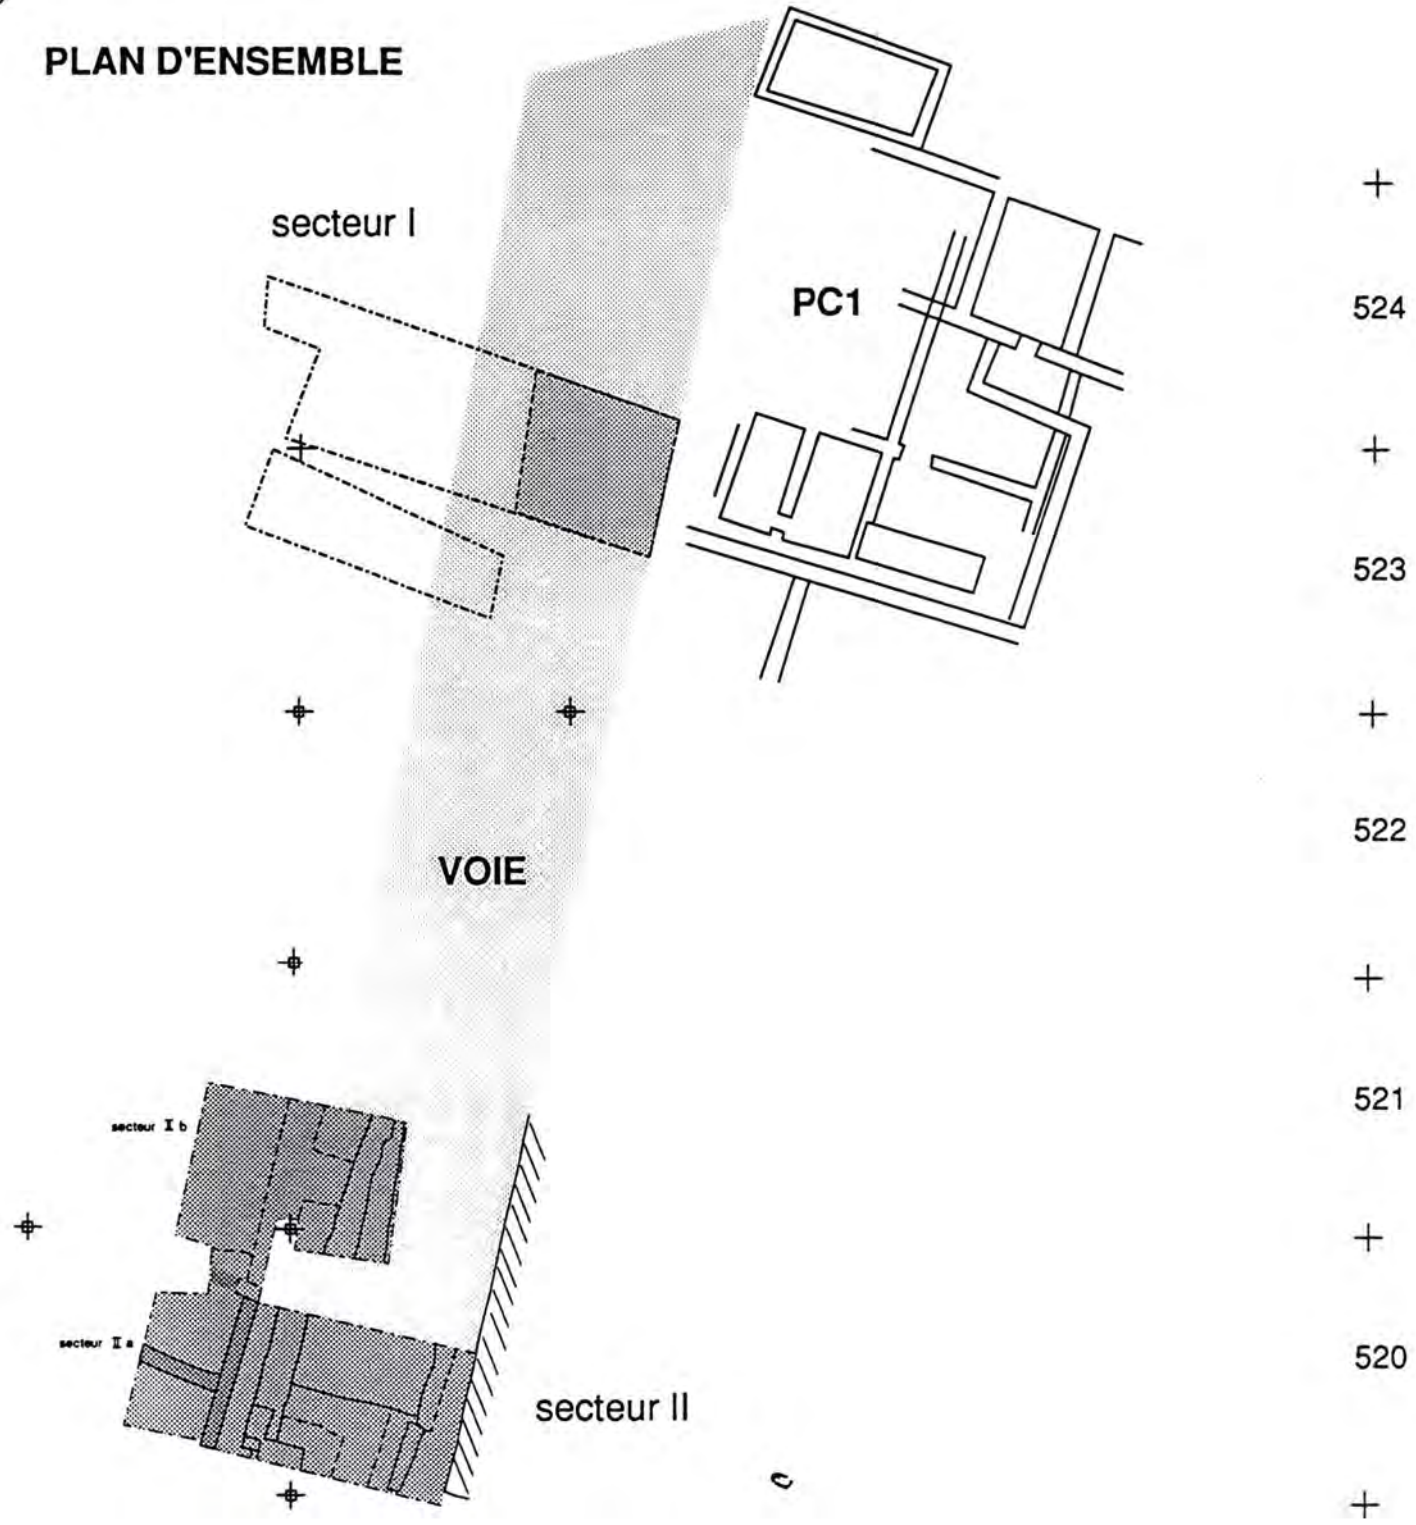 PLAN D'ENSEMBLE
secteur I
PC1
524
523
522
VOIE
521
secteur II b
520
secteur II a
secteur II